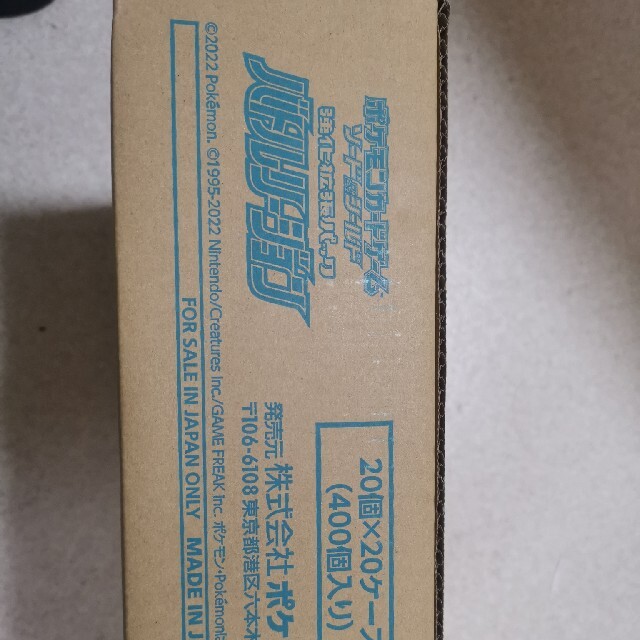 ポケモンカードゲーム
ソード&シールド
強化拡張パック
バトルリージョン
20個×20ケー
(400個入り)
発売元 株式会社 ポケ
〒106-6108 東京都港区六本木
©2022 Pokémon. ©1995-2022 Nintendo/Creatures Inc./GAME FREAK inc. ポケモン・Pokémon
FOR SALE IN JAPAN ONLY MADE IN J